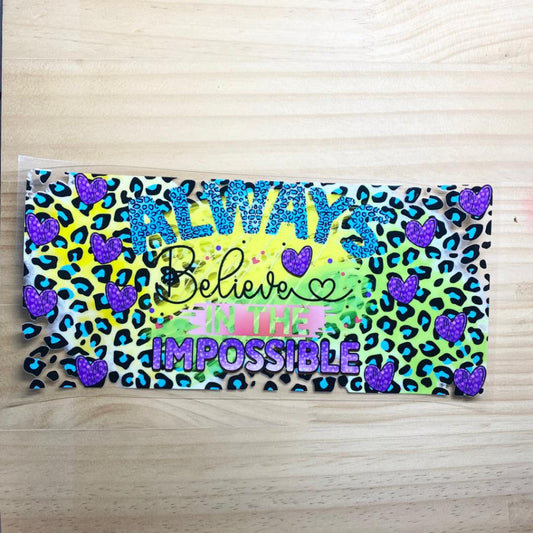 ALWAYS
Believe
IN THE
IMPOSSIBLE